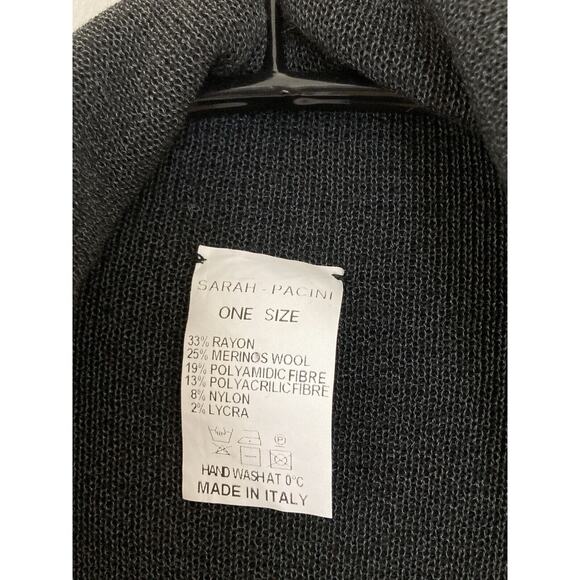 SARAH - PACINI
ONE SIZE
33% RAYON
25% MERINOS WOOL
19% POLYAMIDIC FIBRE
13% POLYACRILIC FIBRE
8% NYLON
2% LYCRA
P
HAND WASH AT 0°C
MADE IN ITALY